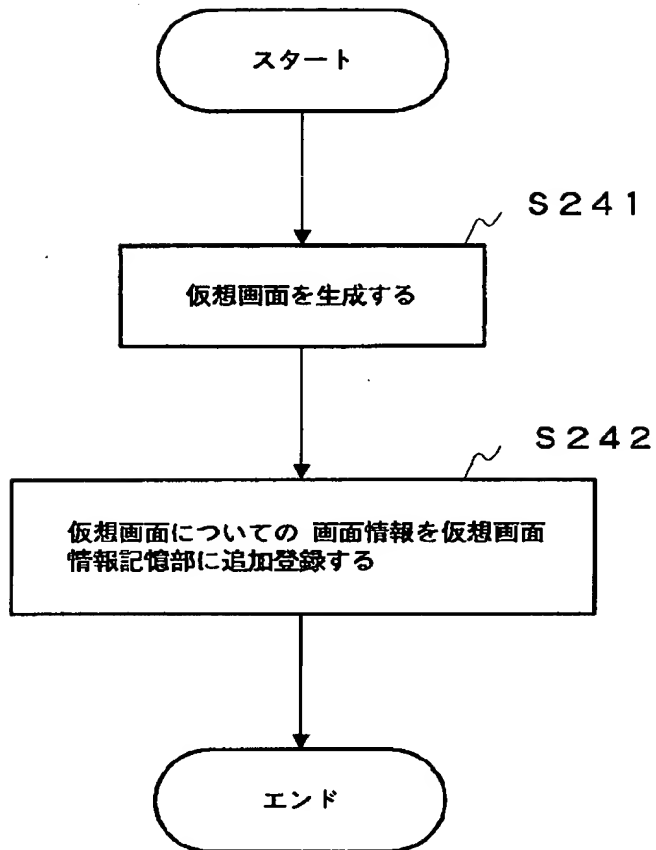 スタート
S241
仮想画面を生成する
S242
仮想画面についての 画面情報を仮想画面
情報記憶部に追加登録する
エンド